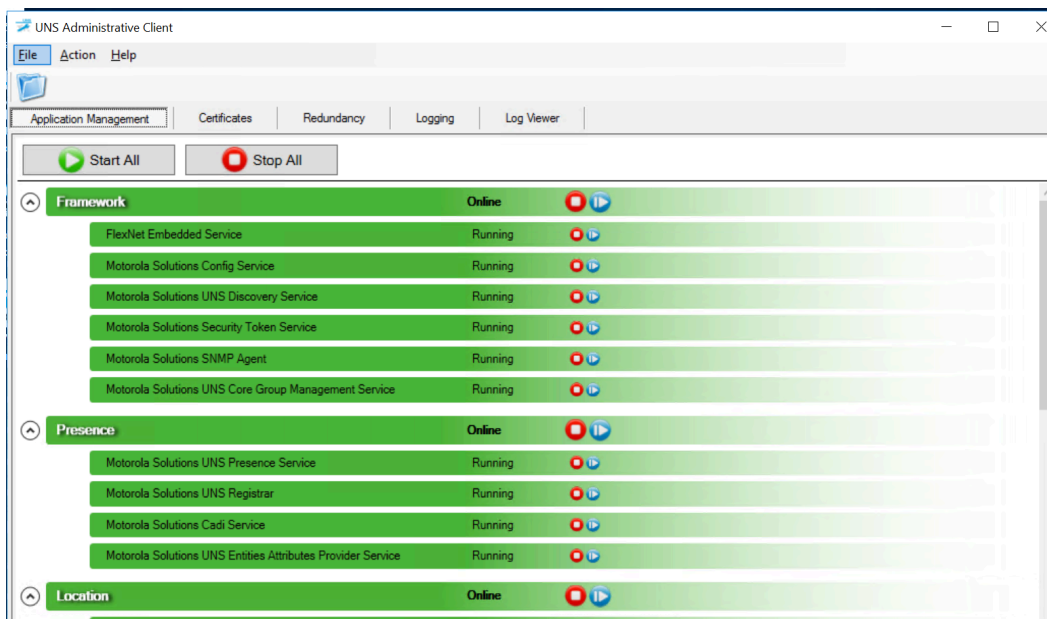 UNS Administrative Client
File Action Help
Application Management Certificates Redundancy Logging Log Viewer
Start All Stop All
Framework Online
FlexNet Embedded Service Running
Motorola Solutions Config Service Running
Motorola Solutions UNS Discovery Service Running
Motorola Solutions Security Token Service Running
Motorola Solutions SNMP Agent Running
Motorola Solutions UNS Core Group Management Service Running
Presence Online
Motorola Solutions UNS Presence Service Running
Motorola Solutions UNS Registrar Running
Motorola Solutions Cadi Service Running
Motorola Solutions UNS Entities Attributes Provider Service Running
Location Online